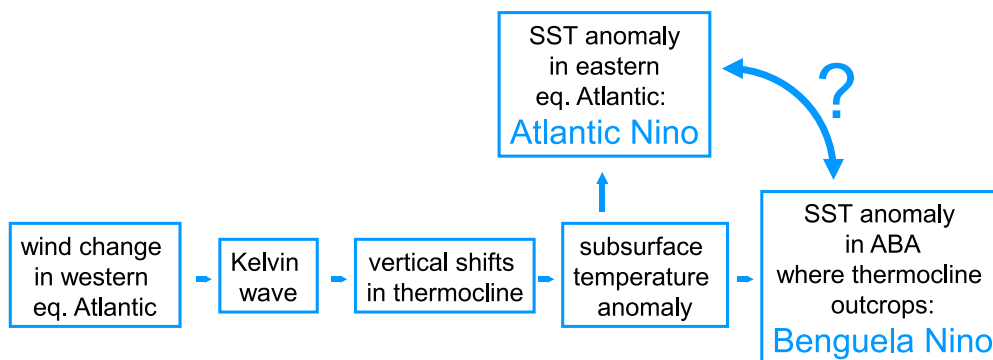 SST anomaly
in eastern
eq. Atlantic:
Atlantic Nino
?
wind change
in western
eq. Atlantic
Kelvin
wave
vertical shifts
in thermocline
subsurface
temperature
anomaly
SST anomaly
in ABA
where thermocline
outcrops:
Benguela Nino